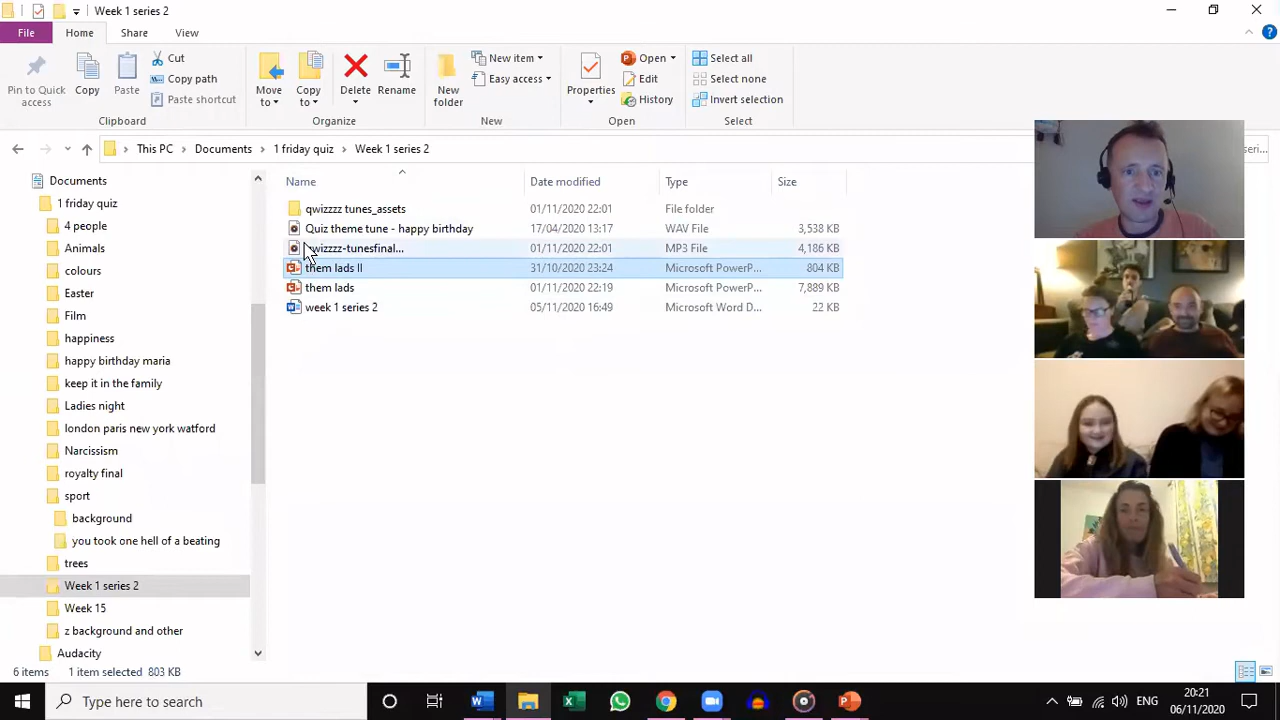 Week 1 series 2
File Home Share View
Pin to Quick access
Copy
Paste
Cut
Copy path
Paste shortcut
Clipboard
Move to
Copy to
Delete
Rename
Organize
New folder
New item
Easy access
New
Properties
Open
Edit
History
Open
Select all
Select none
Invert selection
Select
This PC Documents 1 friday quiz Week 1 series 2
Name Date modified Type Size
qwizzzz tunes_assets 01/11/2020 22:01 File folder
Quiz theme tune - happy birthday 17/04/2020 13:17 WAV File 3,538 KB
qwizzzz-tunesfinal... 01/11/2020 22:01 MP3 File 4,186 KB
them lads II 31/10/2020 23:24 Microsoft PowerP... 804 KB
them lads 01/11/2020 22:19 Microsoft PowerP... 7,889 KB
week 1 series 2 05/11/2020 16:49 Microsoft Word D... 22 KB
Documents
1 friday quiz
4 people
Animals
colours
Easter
Film
happiness
happy birthday maria
keep it in the family
Ladies night
london paris new york watford
Narcissism
royalty final
sport
background
you took one hell of a beating
trees
Week 1 series 2
Week 15
z background and other
Audacity
6 items 1 item selected 803 KB
Type here to search
ENG
20:21
06/11/2020